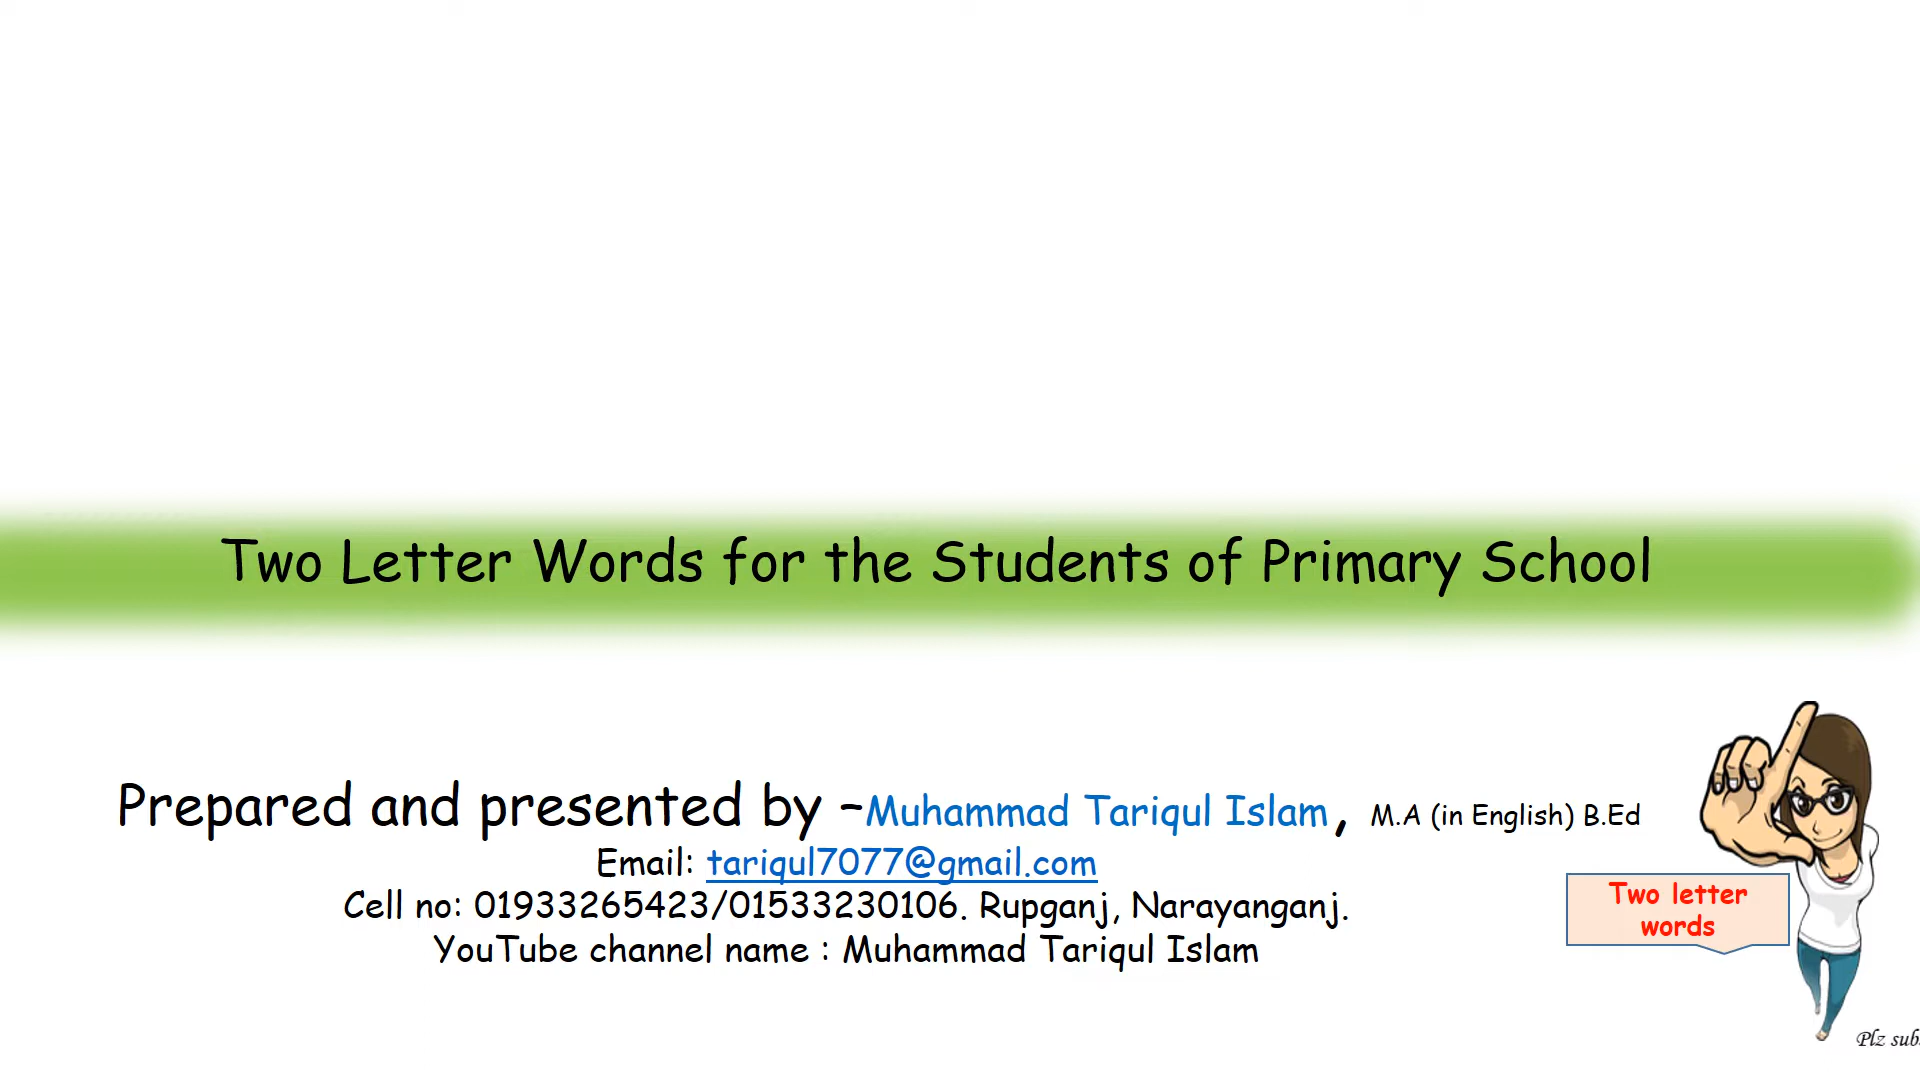 Two Letter Words for the Students of Primary School
Prepared and presented by –Muhammad Tariqul Islam, M.A (in English) B.Ed
Email: tariqul7077@gmail.com
Cell no: 01933265423/01533230106. Rupganj, Narayanganj.
YouTube channel name : Muhammad Tariqul Islam
Two letter
words
Plz